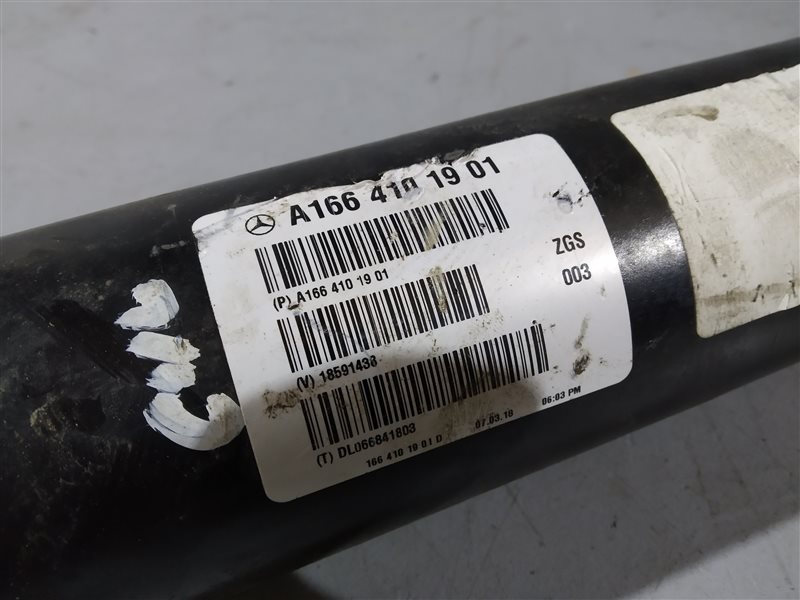 A166 410 19 01
(P) A166 410 19 01
ZGS
003
(V) 18591438
(T) DL066841803
07.03.18
06:03 PM
166 410 19 01 D